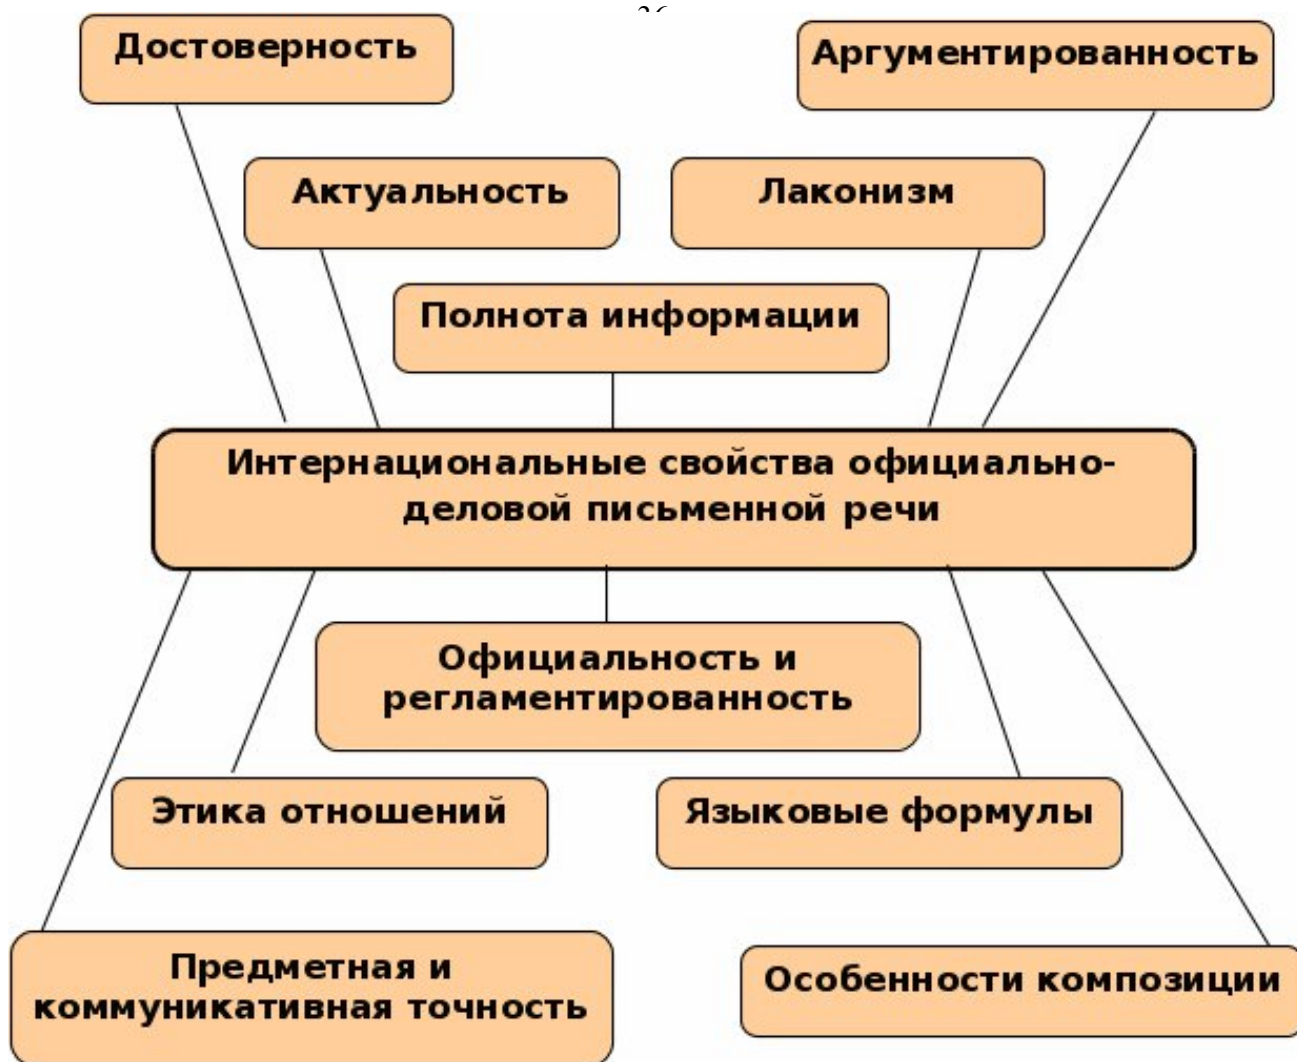 Достоверность
Аргументированность
Актуальность
Лаконизм
Полнота информации
Интернациональные свойства официально-
деловой письменной речи
Официальность и
регламентированность
Этика отношений
Языковые формулы
Предметная и
коммуникативная точность
Особенности композиции